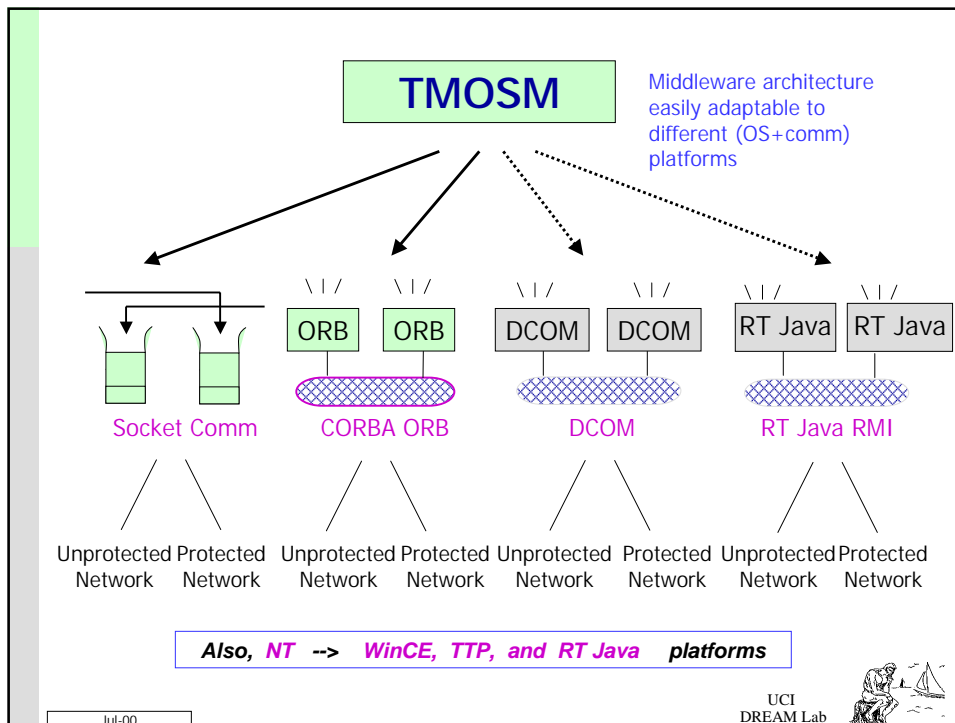 TMOSM
Middleware architecture
easily adaptable to
different (OS+comm)
platforms
ORB
ORB
DCOM
DCOM
RT Java
RT Java
Socket Comm
CORBA ORB
DCOM
RT Java RMI
Unprotected
Network
Protected
Network
Unprotected
Network
Protected
Network
Unprotected
Network
Protected
Network
Unprotected
Network
Protected
Network
Also, NT --> WinCE, TTP, and RT Java platforms
Jul-00
UCI
DREAM Lab